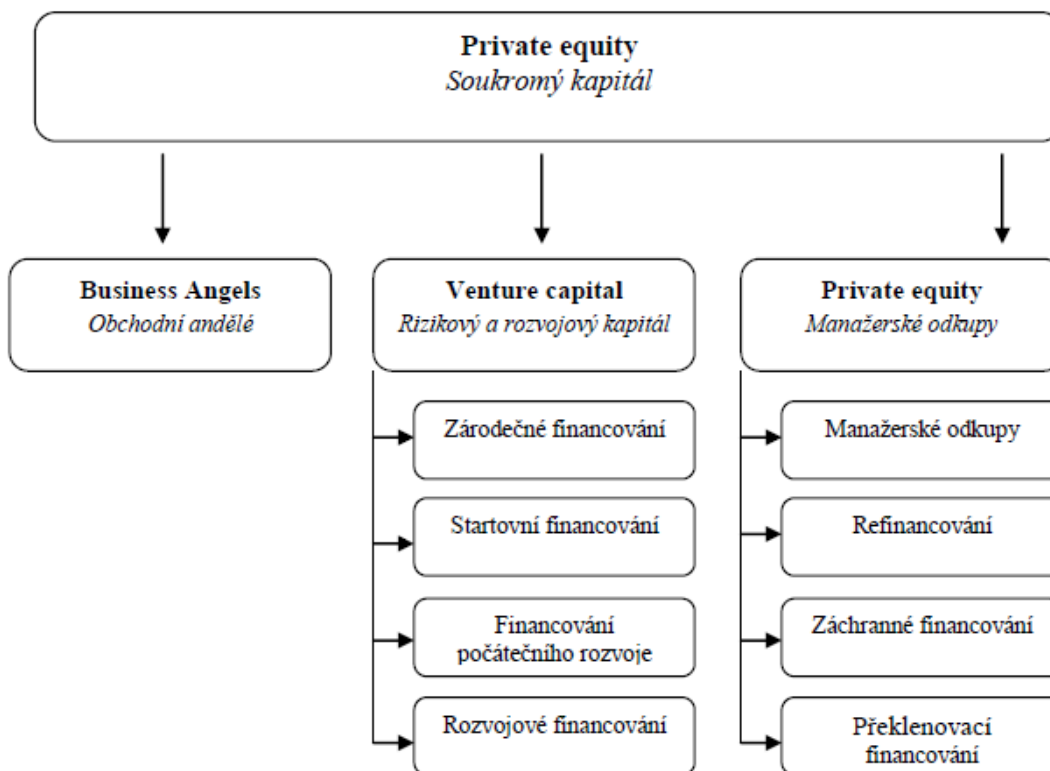 Private equity
Soukromý kapitál
Business Angels
Obchodní andělé
Venture capital
Rizikový a rozvojový kapitál
Private equity
Manažerské odkupy
Zárodečné financování
Startovní financování
Financování
počátečního rozvoje
Rozvojové financování
Manažerské odkupy
Refinancování
Záchranné financování
Překlenovací
financování